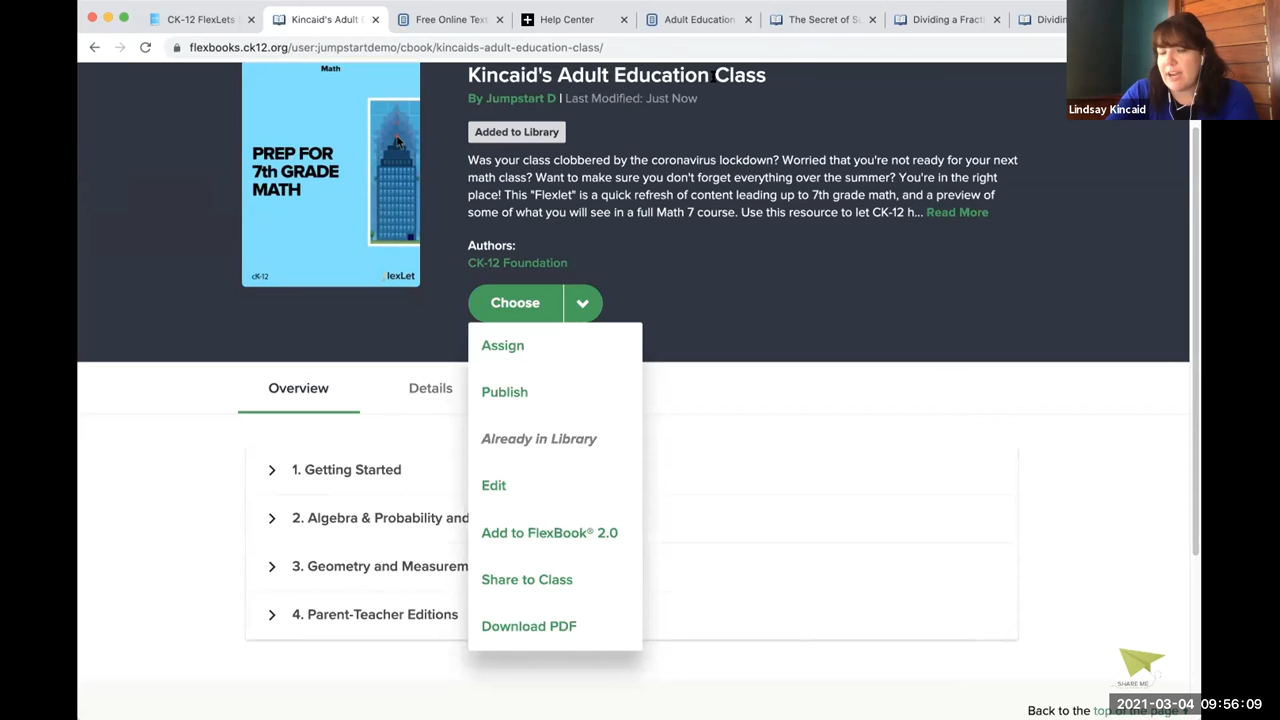 CK-12 FlexLets
Kincaid's Adult E
Free Online Text
Help Center
Adult Education
The Secret of S
Dividing a Fract
Dividin
flexbooks.ck12.org/user:jumpstartdemo/cbook/kincaids-adult-education-class/
Lindsay Kincaid
Math
PREP FOR
7th GRADE
MATH
cK-12
flexLet
Kincaid's Adult Education Class
By Jumpstart D | Last Modified: Just Now
Added to Library
Was your class clobbered by the coronavirus lockdown? Worried that you're not ready for your next
math class? Want to make sure you don't forget everything over the summer? You're in the right
place! This "Flexlet" is a quick refresh of content leading up to 7th grade math, and a preview of
some of what you will see in a full Math 7 course. Use this resource to let CK-12 h... Read More
Authors:
CK-12 Foundation
Choose
Assign
Publish
Already in Library
Edit
Add to FlexBook® 2.0
Share to Class
Download PDF
Overview
Details
1. Getting Started
2. Algebra & Probability and
3. Geometry and Measurem
4. Parent-Teacher Editions
SHARE ME
Back to the top of the page
2021-03-04 09:56:09